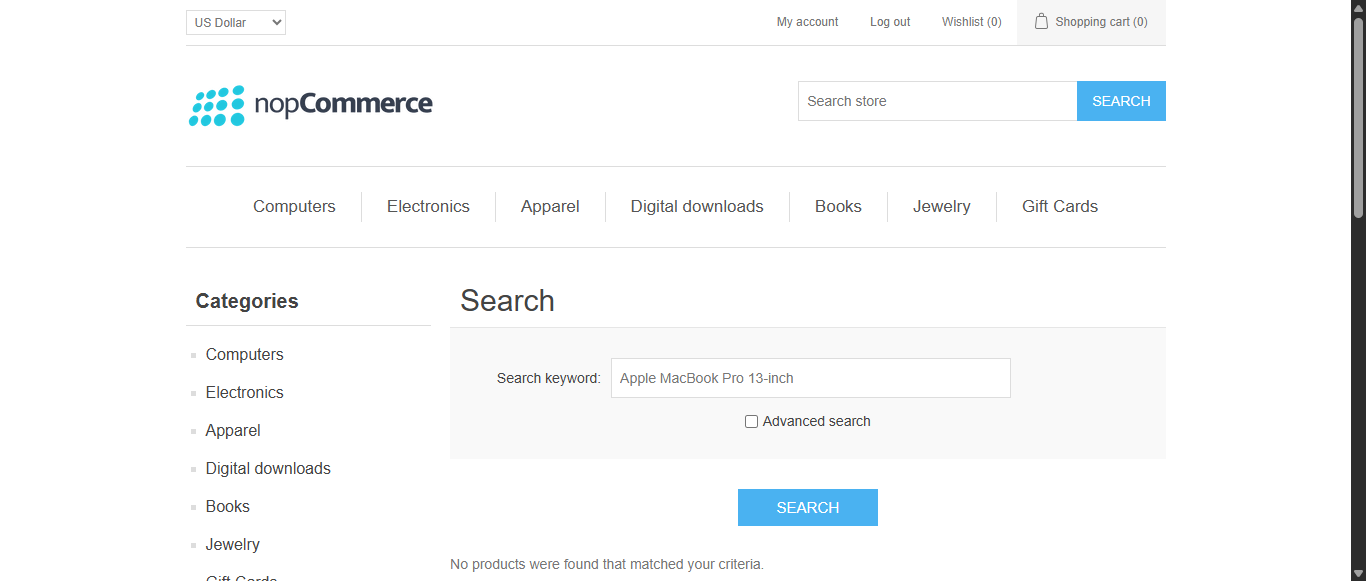 US Dollar
My account
Log out
Wishlist (0)
Shopping cart (0)
nopCommerce
Search store
SEARCH
Computers
Electronics
Apparel
Digital downloads
Books
Jewelry
Gift Cards
Categories
Computers
Electronics
Apparel
Digital downloads
Books
Jewelry
Gift Cards
Search
Search keyword:
Apple MacBook Pro 13-inch
Advanced search
SEARCH
No products were found that matched your criteria.